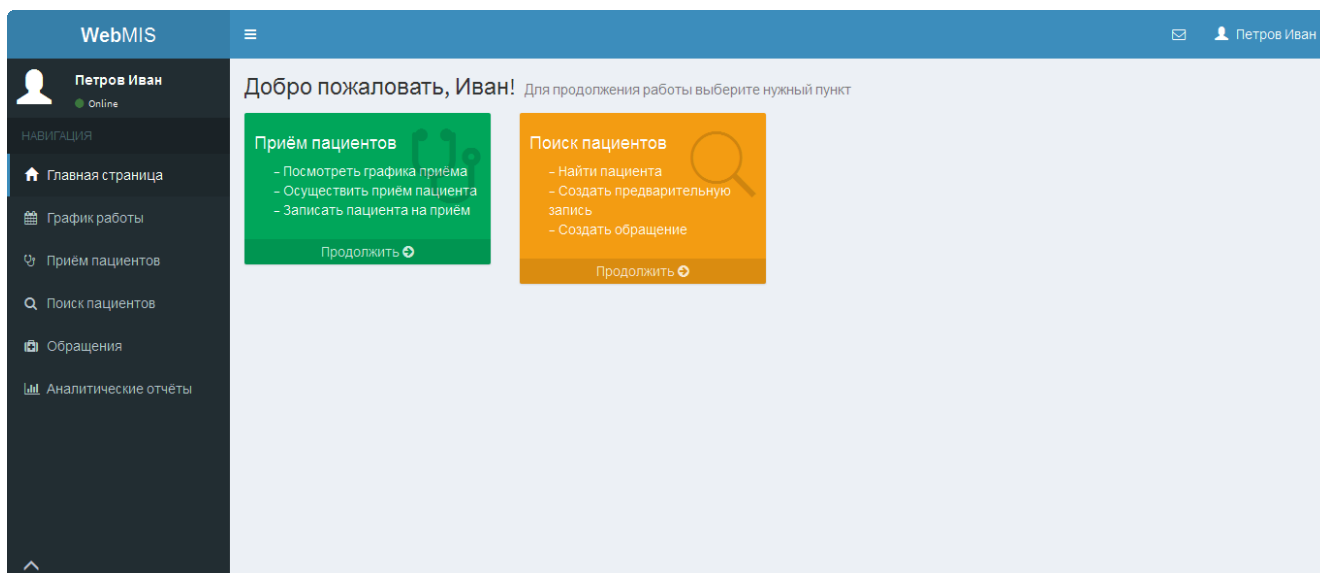 WebMIS
Петров Иван
Петров Иван
Online
НАВИГАЦИЯ
Главная страница
График работы
Приём пациентов
Поиск пациентов
Обращения
Аналитические отчёты
Добро пожаловать, Иван! Для продолжения работы выберите нужный пункт
Приём пациентов
– Посмотреть графика приёма
– Осуществить приём пациента
– Записать пациента на приём
Продолжить
Поиск пациентов
– Найти пациента
– Создать предварительную
запись
– Создать обращение
Продолжить